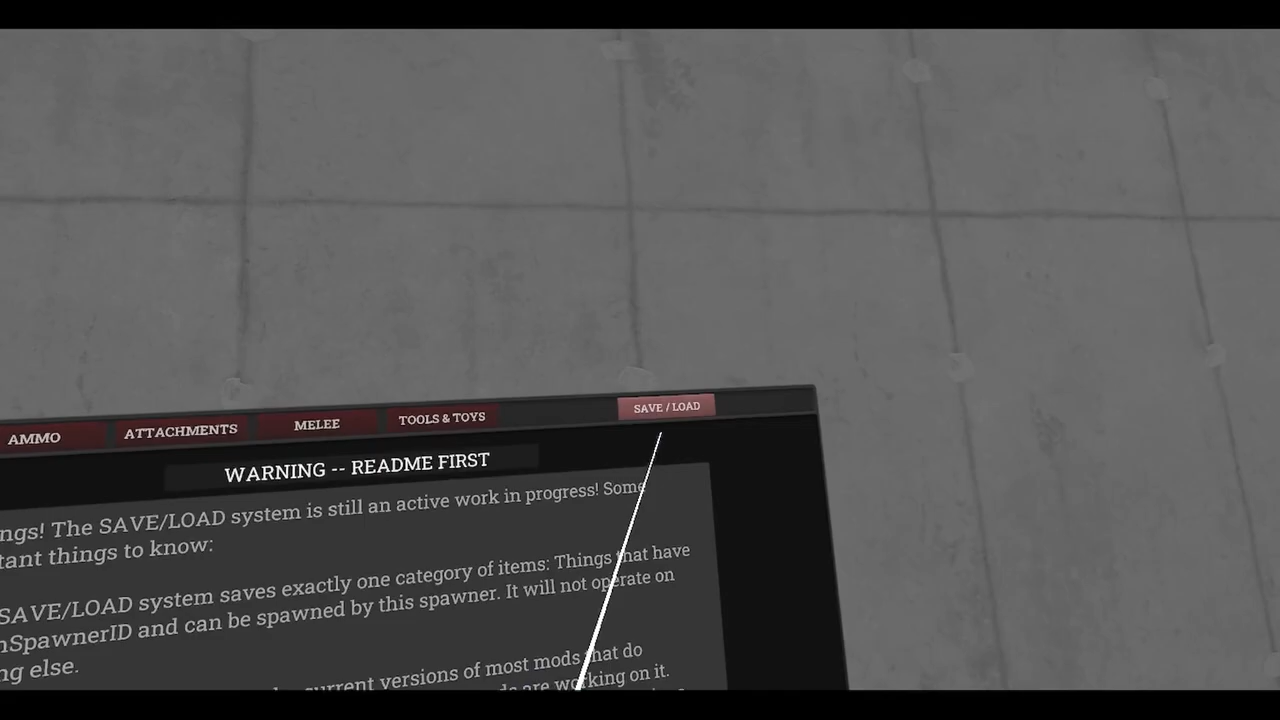 AMMO ATTACHMENTS MELEE TOOLS & TOYS SAVE / LOAD
WARNING -- README FIRST
ngs! The SAVE/LOAD system is still an active work in progress! Some
tant things to know:
SAVE/LOAD system saves exactly one category of items: Things that have
SpawnerID and can be spawned by this spawner. It will not operate on
ng else.
current versions of most mods that do
are working on it.